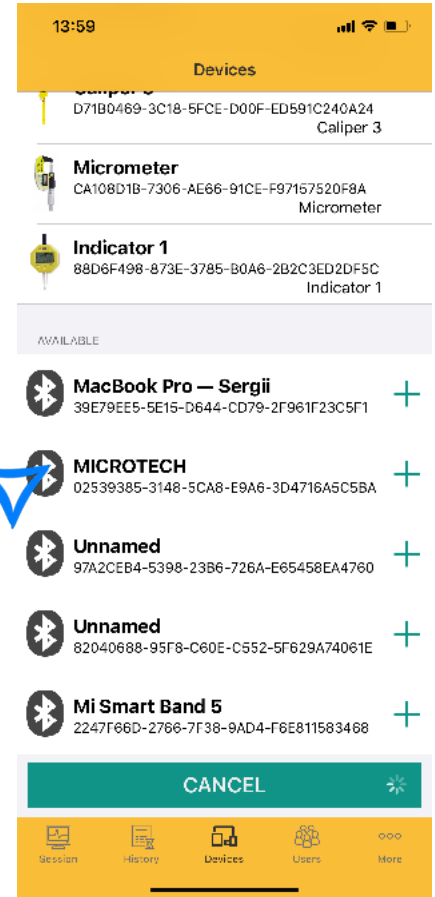 13:59
Devices
D71B0469-3C18-5FCE-D00F-ED591C240A24
Caliper 3
Micrometer
CA108D1B-7306-AE66-91CE-F97157520F8A
Micrometer
Indicator 1
88D6F498-873E-3785-B0A6-2B2C3ED2DF5C
Indicator 1
AVAILABLE
MacBook Pro — Sergii
39E79EE5-5E15-D644-CD79-2F961F23C5F1
MICROTECH
02539385-3148-5CA8-E9A6-3D4716A5C5BA
Unnamed
97A2CEB4-5398-23B6-726A-E65458EA4760
Unnamed
82040688-95F8-C60E-C552-5F629A74061E
Mi Smart Band 5
2247F66D-2766-7F38-9AD4-F6E811583468
CANCEL
Session History Devices Users More